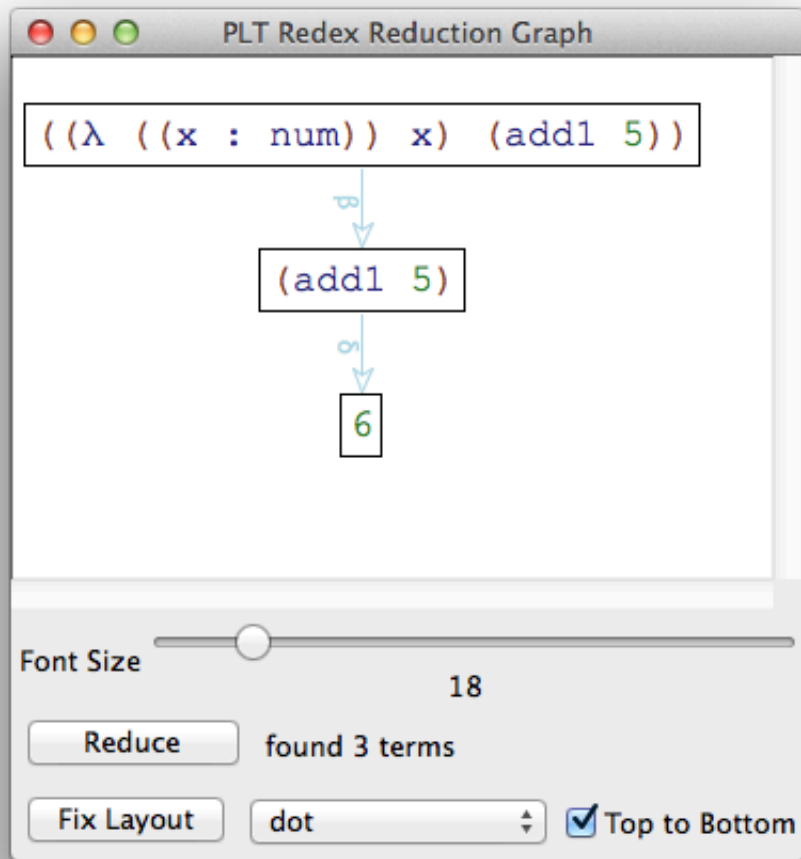 PLT Redex Reduction Graph
((λ ((x : num)) x) (add1 5))
β
(add1 5)
δ
6
Font Size
18
Reduce found 3 terms
Fix Layout dot Top to Bottom